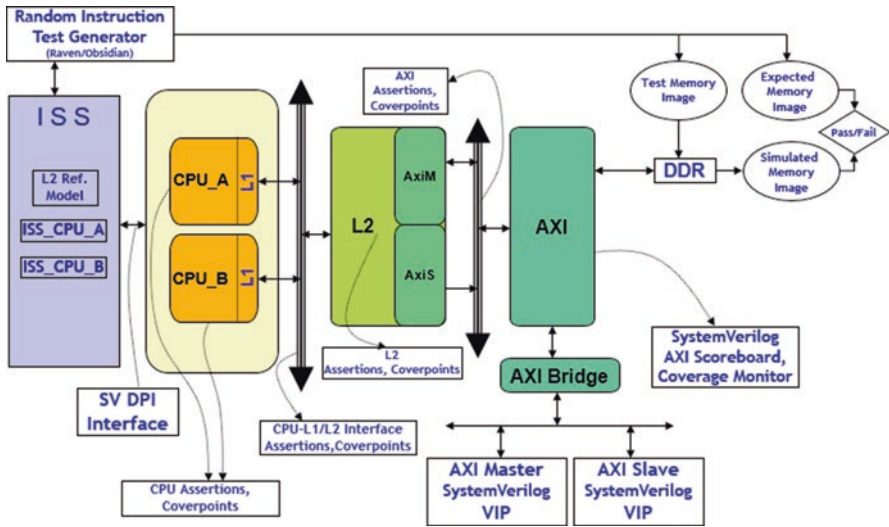 Random Instruction
Test Generator
(Raven/Obsidian)
I S S
L2 Ref.
Model
ISS_CPU_A
ISS_CPU_B
CPU_A
L1
CPU_B
L1
SV DPI
Interface
CPU Assertions,
Coverpoints
CPU-L1/L2 Interface
Assertions,Coverpoints
L2
AxiM
AxiS
L2
Assertions, Coverpoints
AXI
Assertions,
Coverpoints
AXI
AXI Bridge
AXI Master
SystemVerilog
VIP
AXI Slave
SystemVerilog
VIP
Test Memory
Image
Expected
Memory
Image
Pass/Fail
DDR
Simulated
Memory
Image
SystemVerilog
AXI Scoreboard,
Coverage Monitor